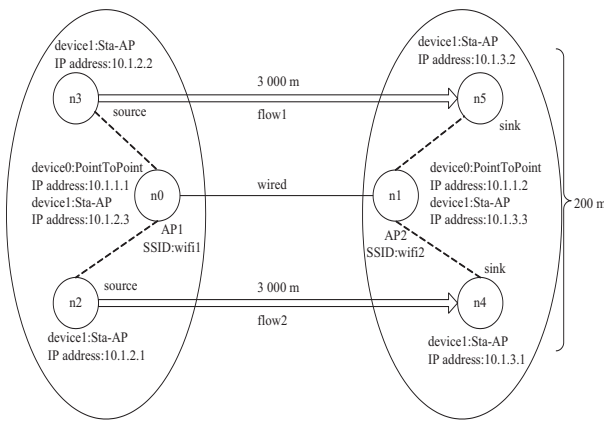 device1:Sta-AP
IP address:10.1.2.2
n3
source
3 000 m
flow1
device1:Sta-AP
IP address:10.1.3.2
n5
sink
device0:PointToPoint
IP address:10.1.1.1
device1:Sta-AP
IP address:10.1.2.3
n0
AP1
SSID:wifi1
wired
n1
AP2
SSID:wifi2
device0:PointToPoint
IP address:10.1.1.2
device1:Sta-AP
IP address:10.1.3.3
200 m
n2
source
3 000 m
flow2
sink
n4
device1:Sta-AP
IP address:10.1.2.1
device1:Sta-AP
IP address:10.1.3.1